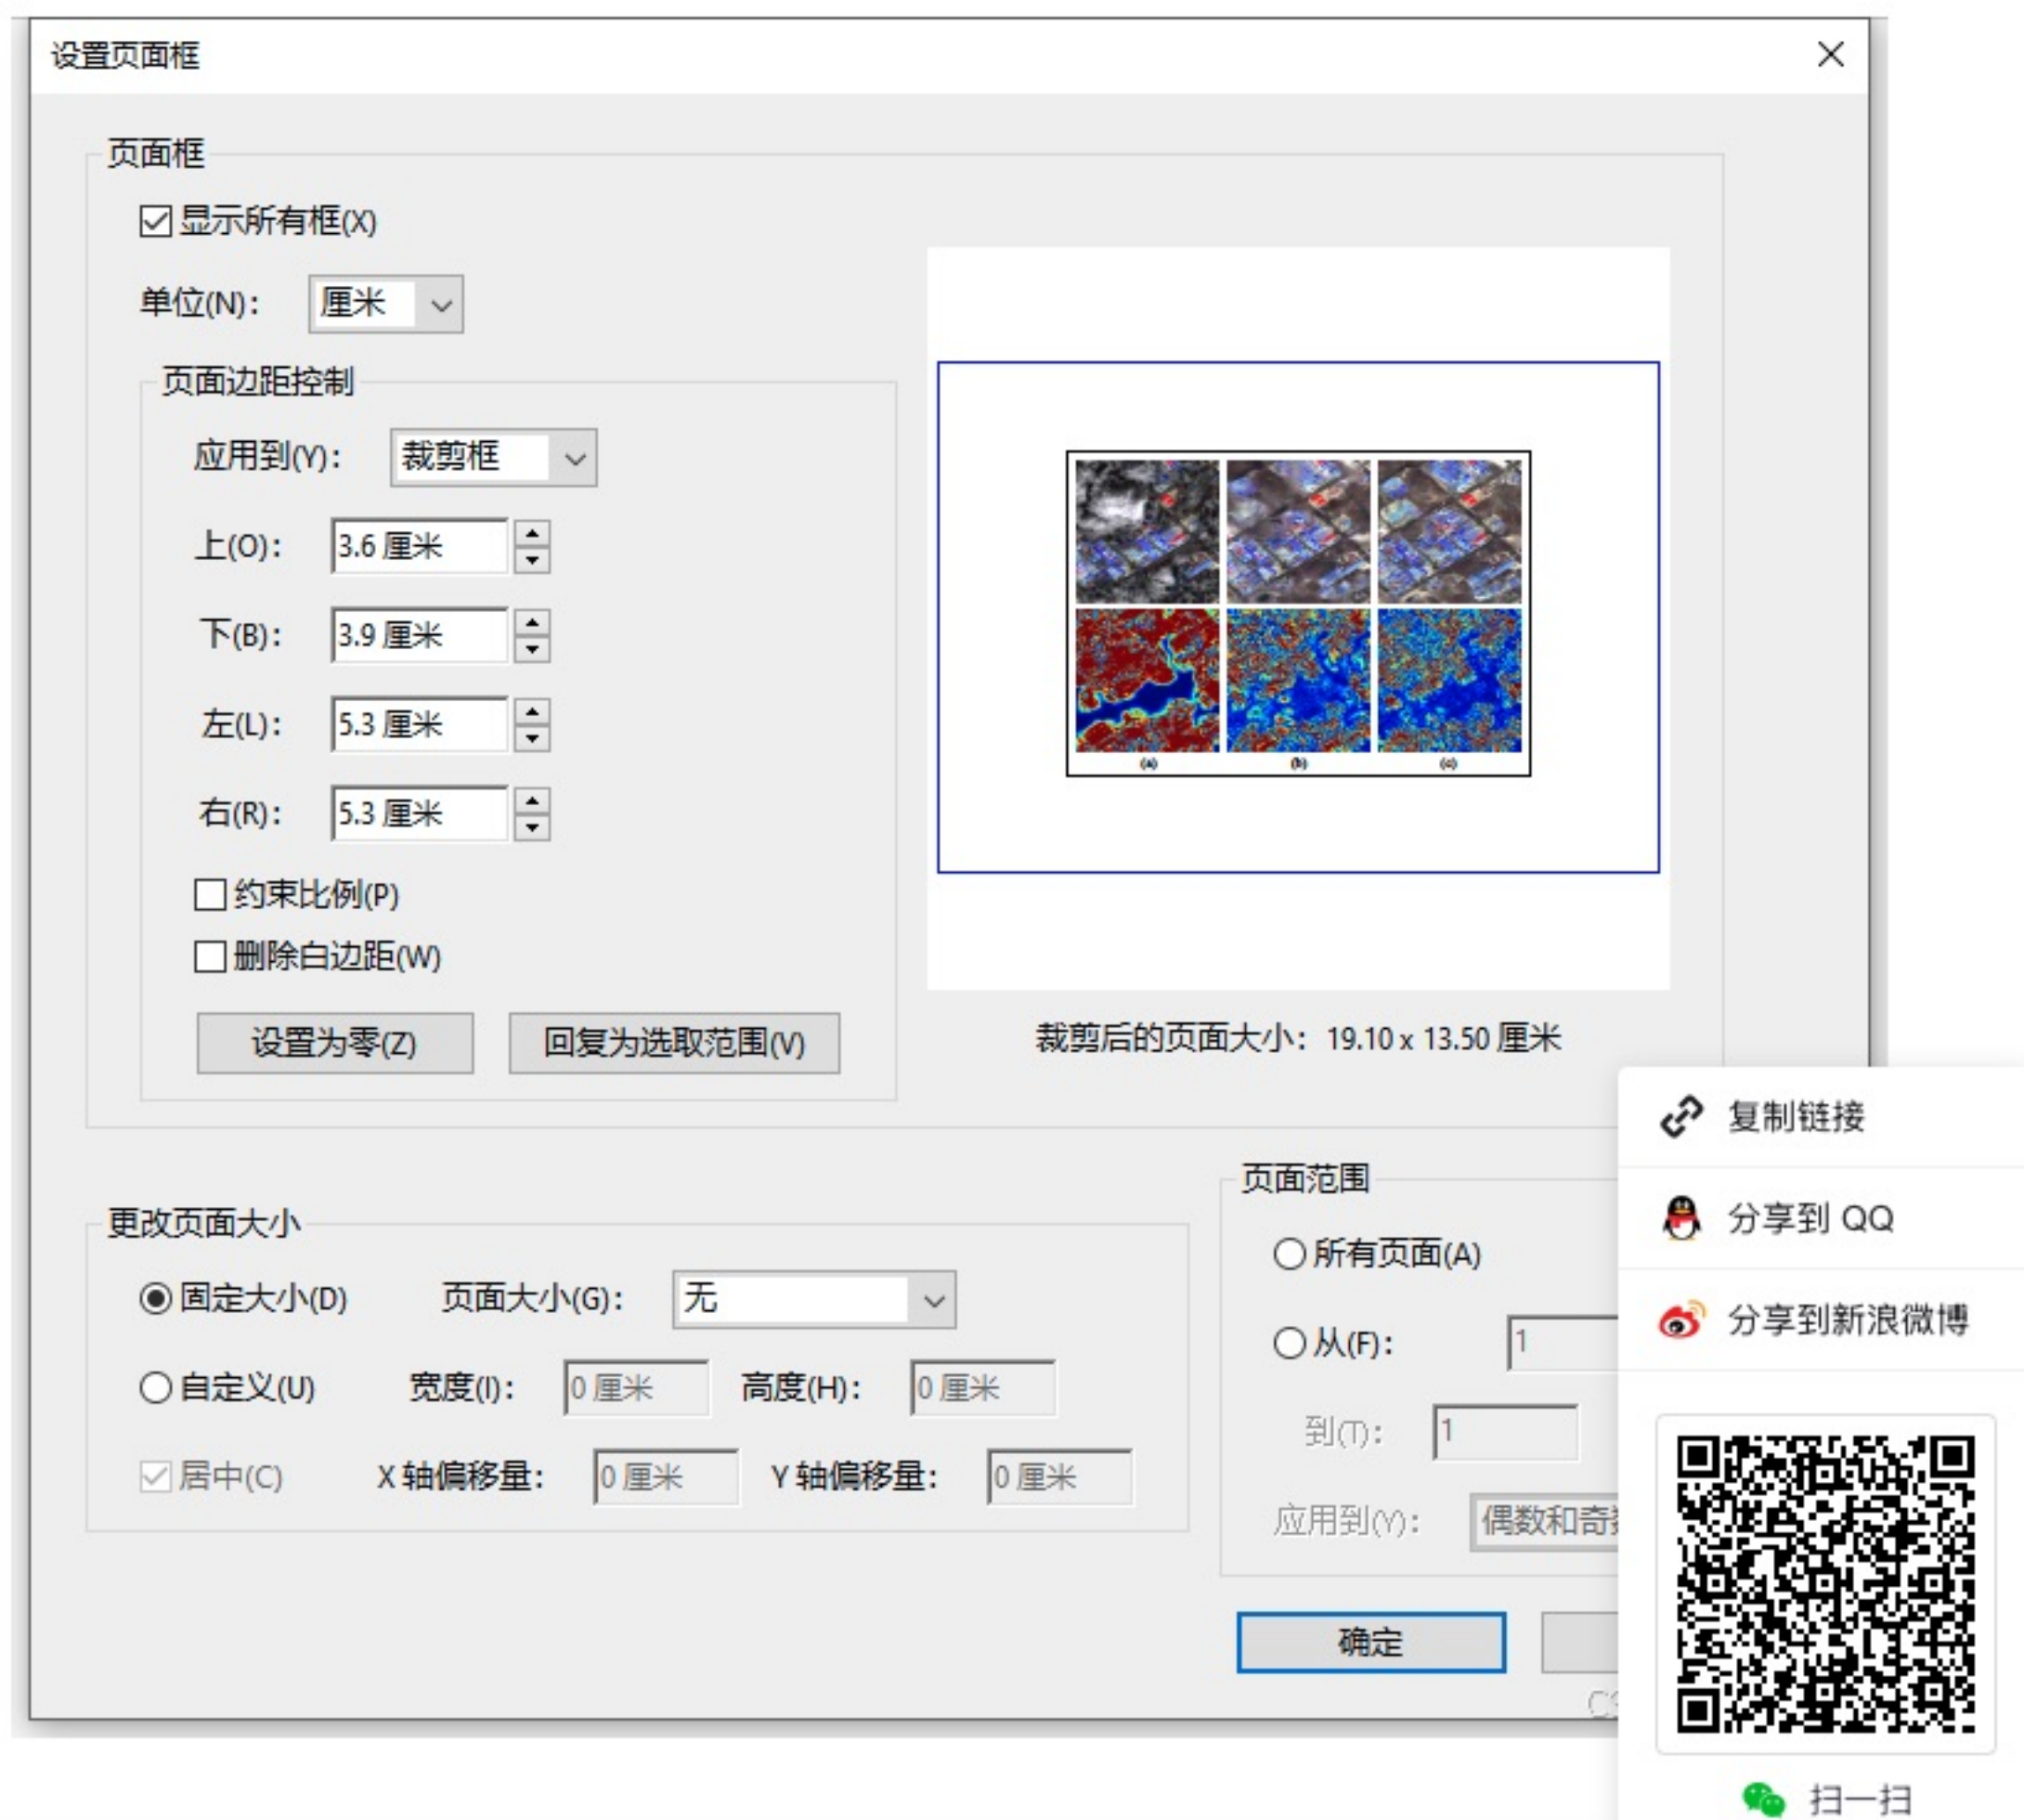 设置页面框
页面框
显示所有框(X)
单位(N)： 厘米
页面边距控制
应用到(Y)： 裁剪框
上(O)： 3.6 厘米
下(B)： 3.9 厘米
左(L)： 5.3 厘米
右(R)： 5.3 厘米
约束比例(P)
删除白边距(W)
设置为零(Z) 回复为选取范围(V)
(a) (b) (c)
裁剪后的页面大小：19.10 x 13.50 厘米
更改页面大小
固定大小(D) 页面大小(G)： 无
自定义(U) 宽度(I)： 0 厘米 高度(H)： 0 厘米
居中(C) X 轴偏移量： 0 厘米 Y 轴偏移量： 0 厘米
页面范围
所有页面(A)
从(F)： 1
到(T)： 1
应用到(Y)： 偶数和奇
确定
复制链接
分享到 QQ
分享到新浪微博
扫一扫